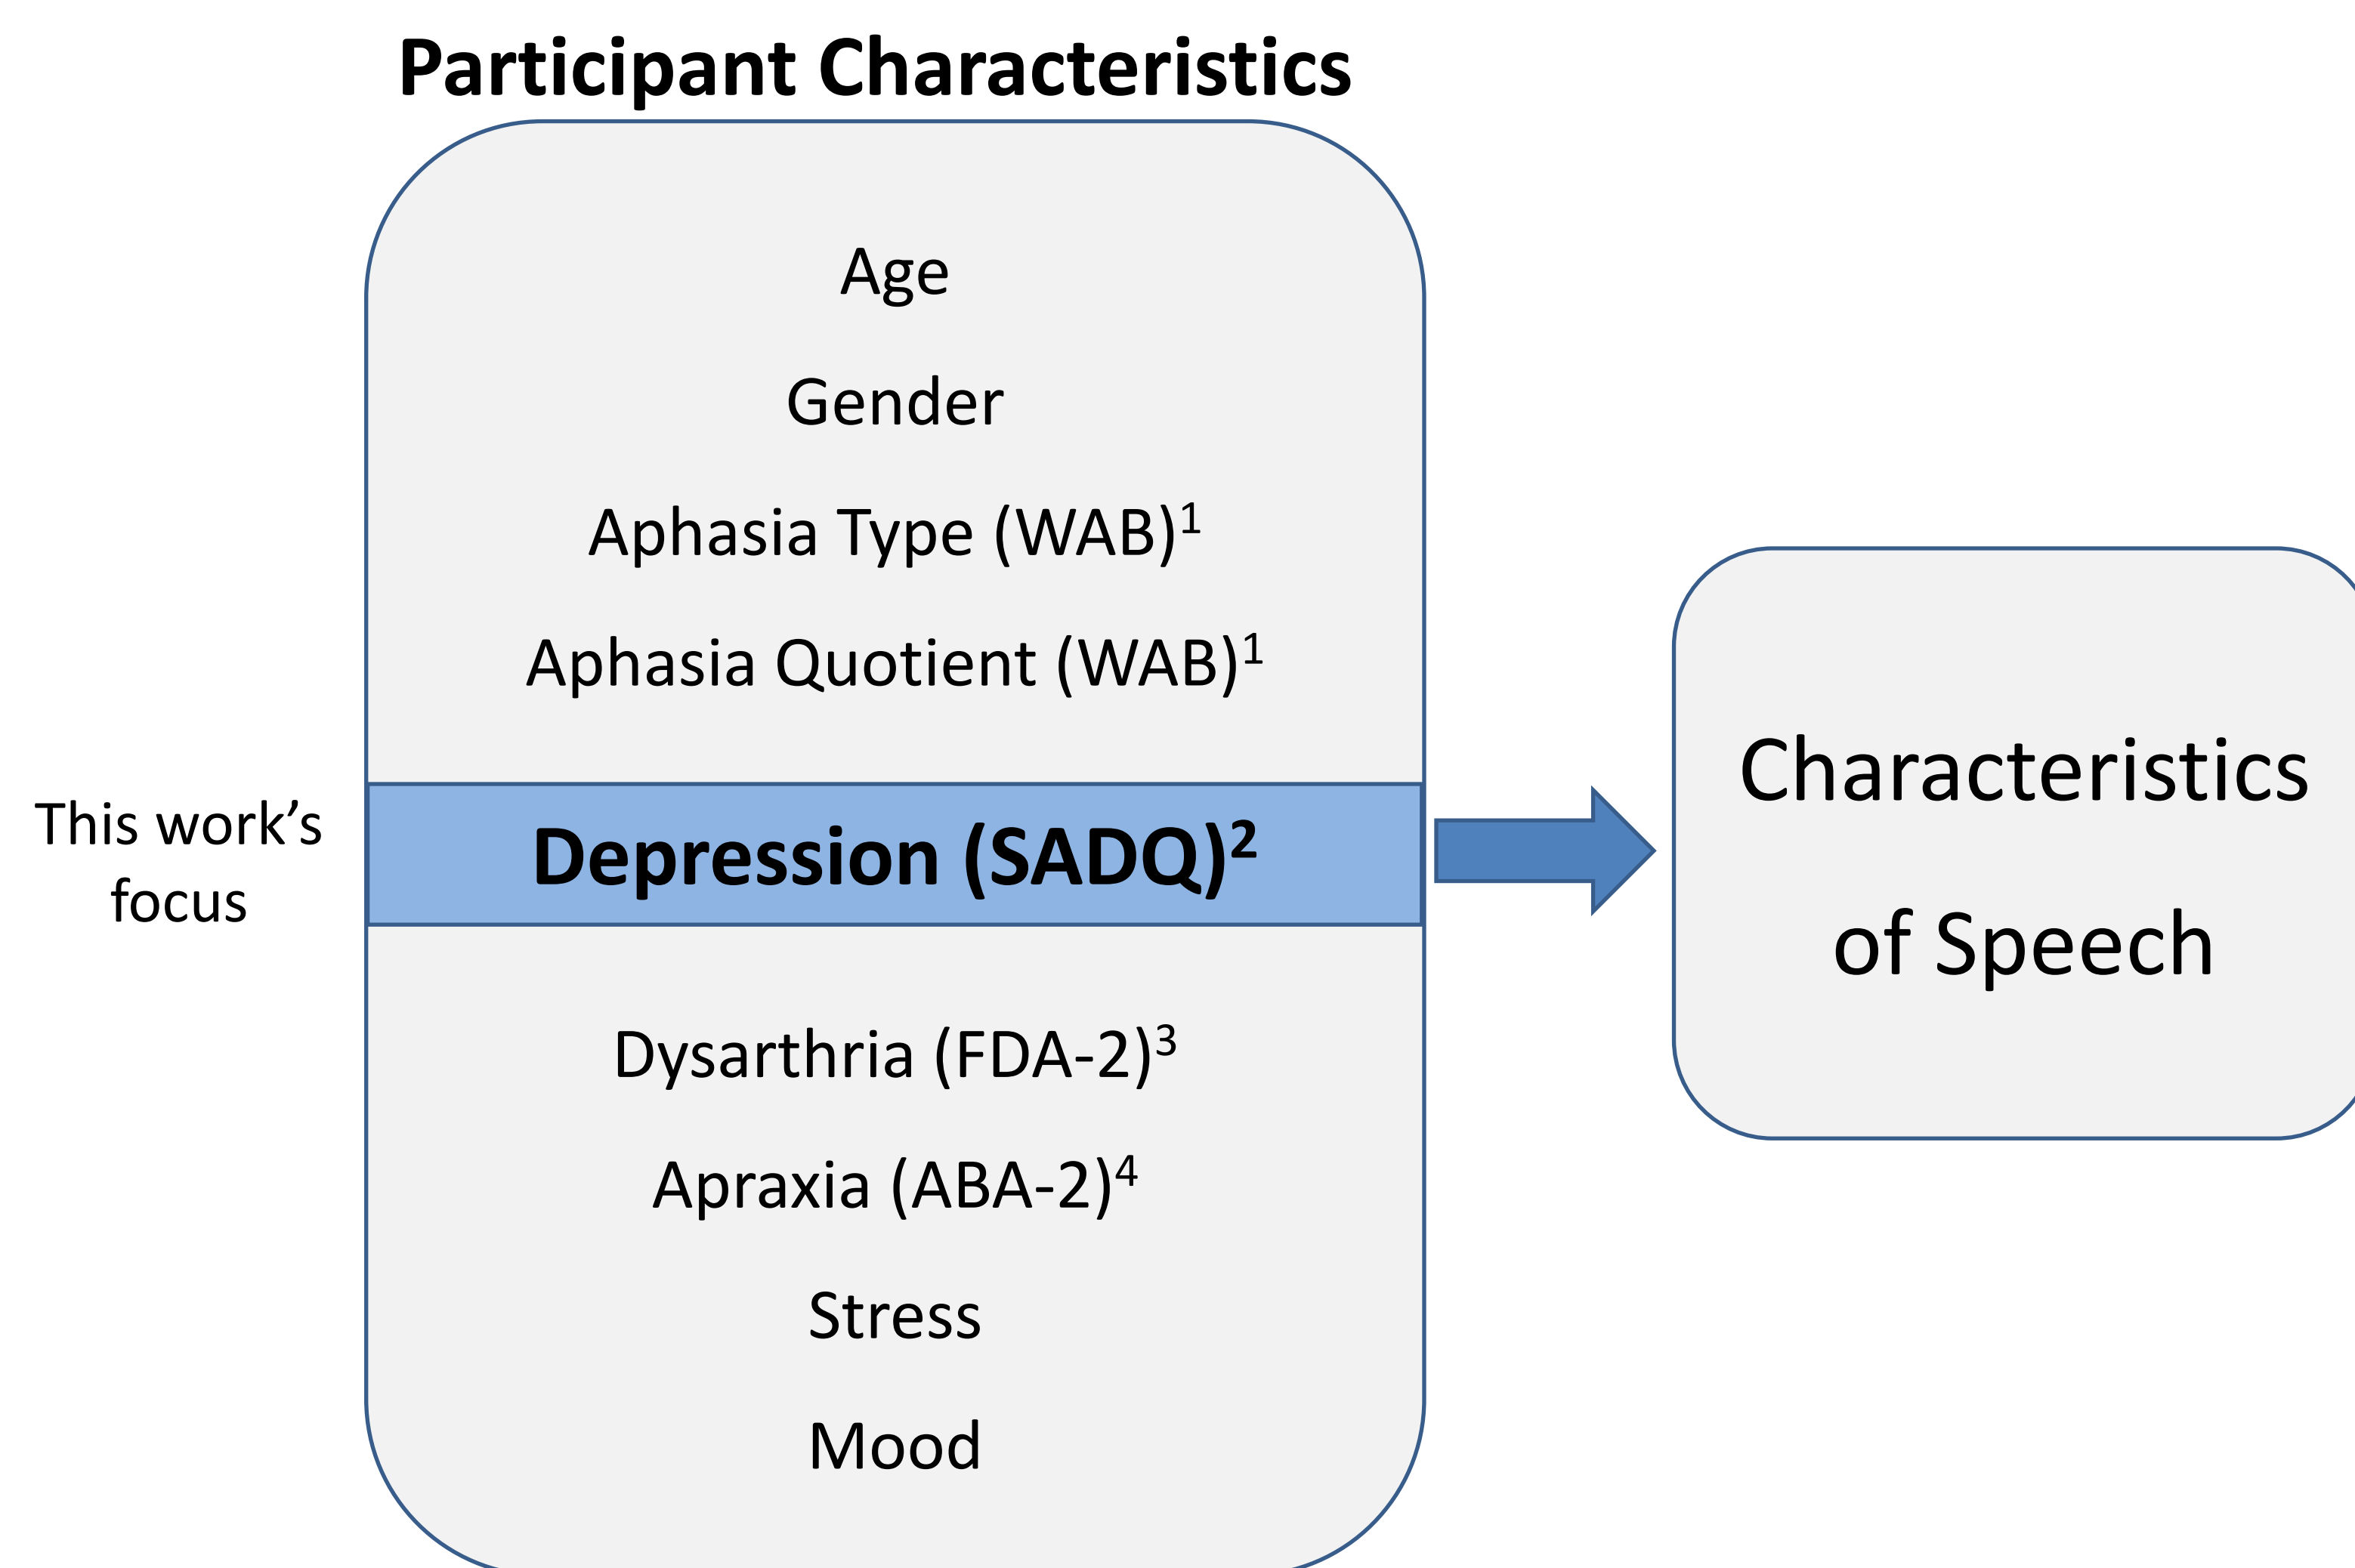 Participant Characteristics
Age
Gender
Aphasia Type (WAB)¹
Aphasia Quotient (WAB)¹
This work’s
focus
Depression (SADQ)²
Dysarthria (FDA-2)³
Apraxia (ABA-2)⁴
Stress
Mood
Characteristics
of Speech